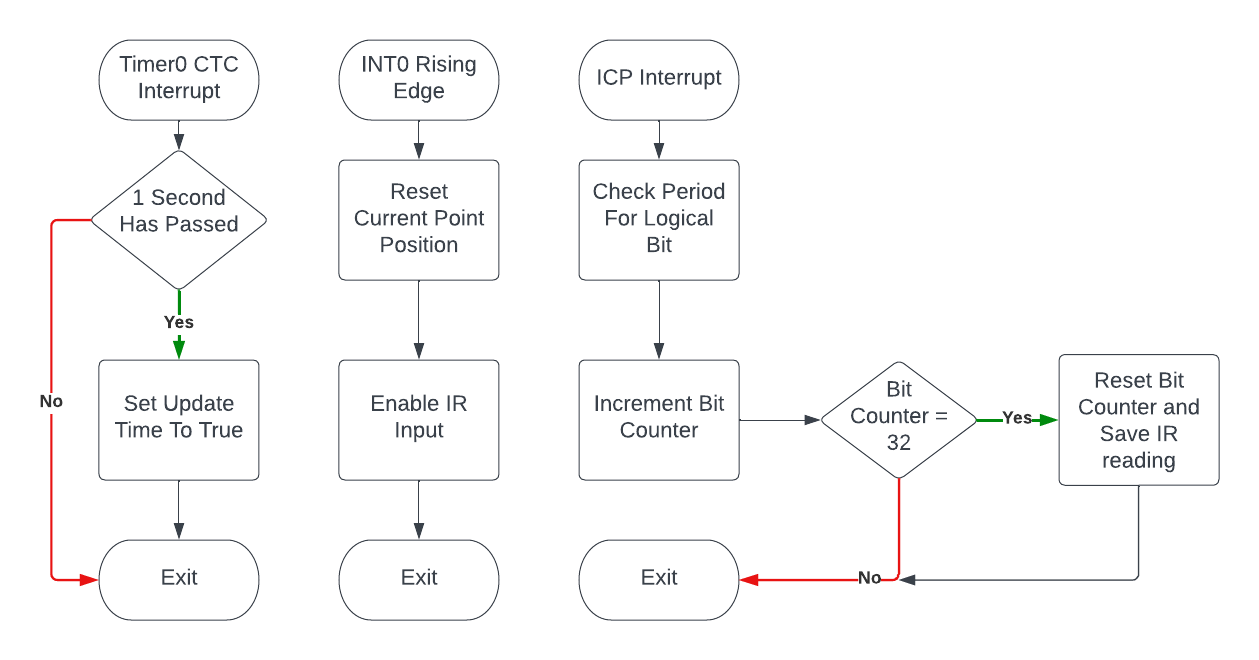 Timer0 CTC
Interrupt
1 Second
Has Passed
No
Yes
Set Update
Time To True
Exit
INT0 Rising
Edge
Reset
Current Point
Position
Enable IR
Input
Exit
ICP Interrupt
Check Period
For Logical
Bit
Increment Bit
Counter
Bit
Counter =
32
Yes
Reset Bit
Counter and
Save IR
reading
No
Exit